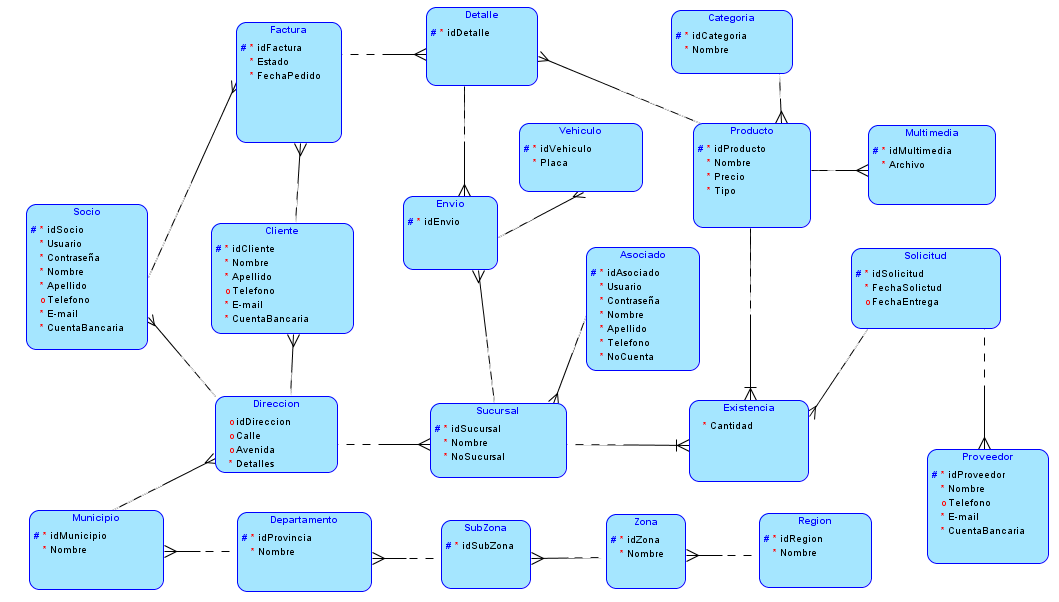 Factura
# * idFactura
* Estado
* FechaPedido
Detalle
# * idDetalle
Categoria
# * idCategoria
* Nombre
Vehiculo
# * idVehiculo
* Placa
Producto
# * idProducto
* Nombre
* Precio
* Tipo
Multimedia
# * idMultimedia
* Archivo
Socio
# * idSocio
* Usuario
* Contraseña
* Nombre
* Apellido
o Telefono
* E-mail
* CuentaBancaria
Cliente
# * idCliente
* Nombre
* Apellido
o Telefono
* E-mail
* CuentaBancaria
Envio
# * idEnvio
Asociado
# * idAsociado
* Usuario
* Contraseña
* Nombre
* Apellido
* Telefono
* NoCuenta
Solicitud
# * idSolicitud
* FechaSolictud
o FechaEntrega
Direccion
o idDireccion
o Calle
o Avenida
* Detalles
Sucursal
# * idSucursal
* Nombre
* NoSucursal
Existencia
* Cantidad
Proveedor
# * idProveedor
* Nombre
o Telefono
* E-mail
* CuentaBancaria
Municipio
# * idMunicipio
* Nombre
Departamento
# * idProvincia
* Nombre
SubZona
# * idSubZona
Zona
# * idZona
* Nombre
Region
# * idRegion
* Nombre